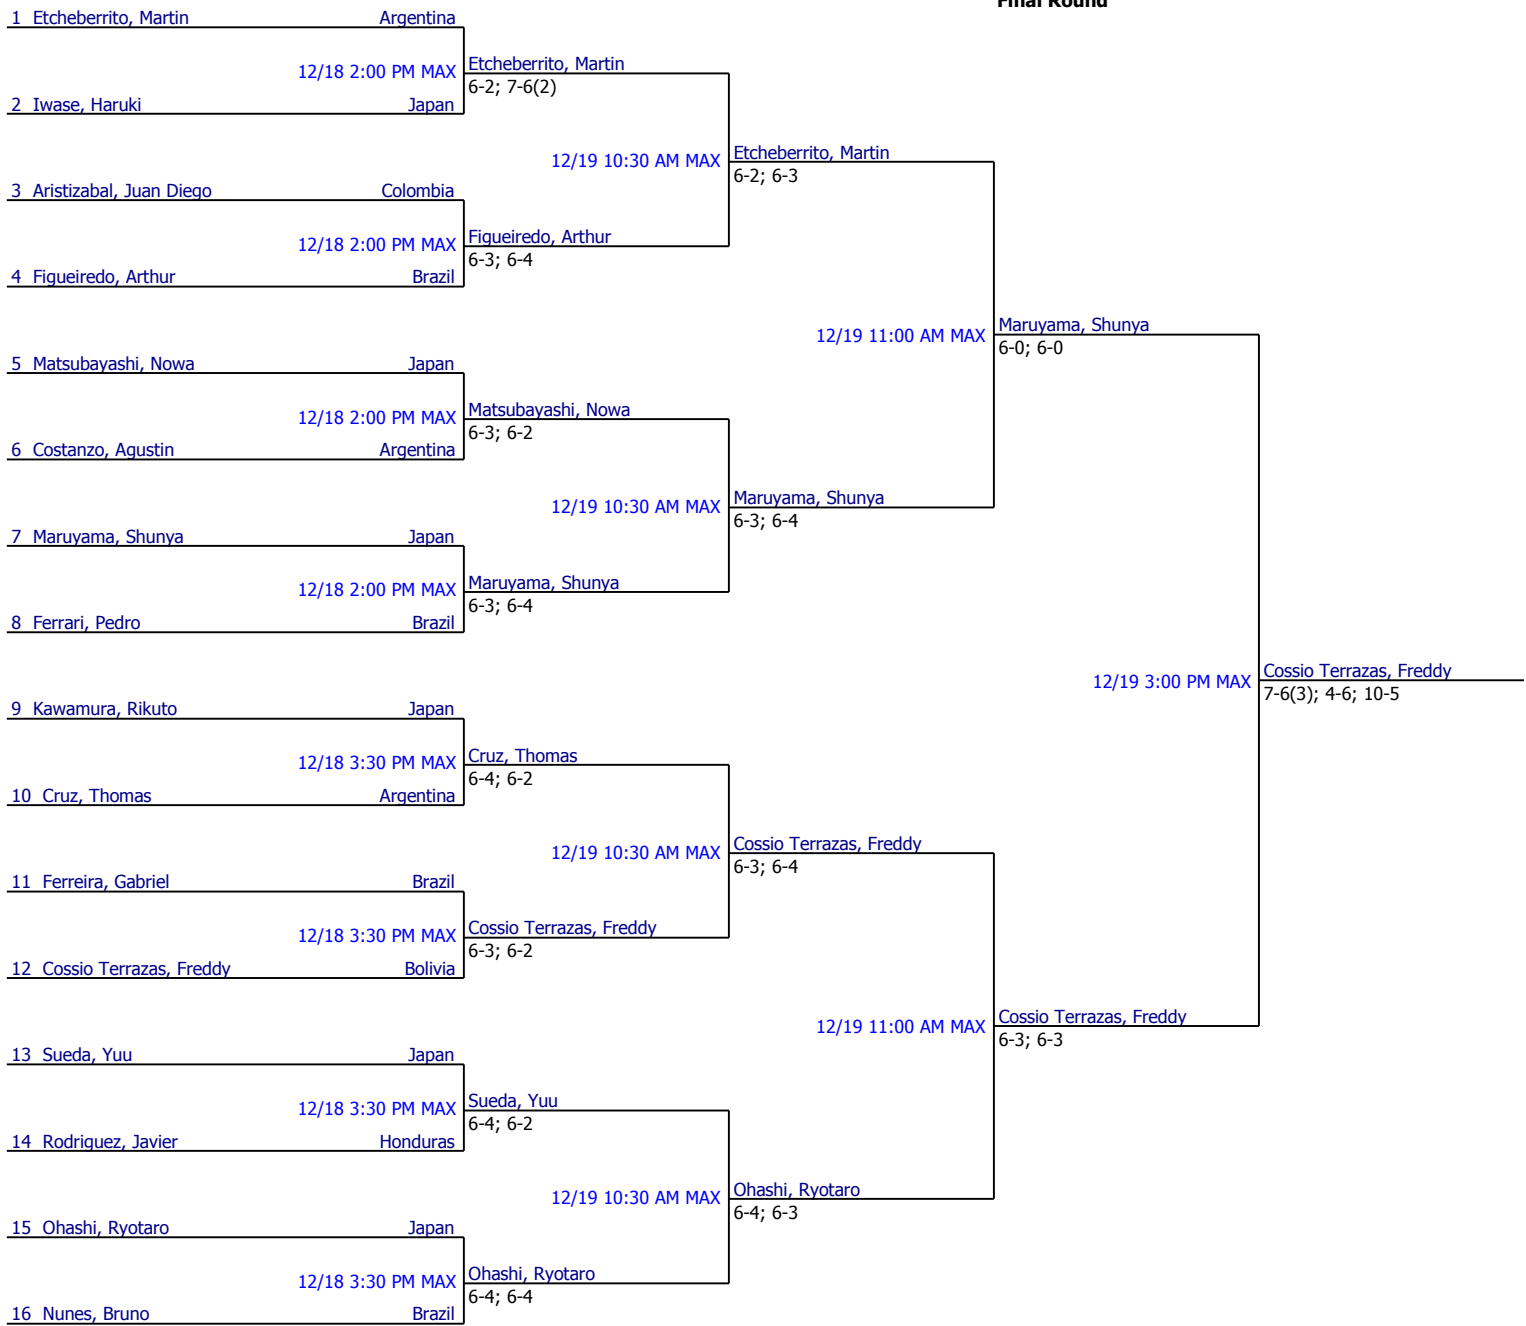 Final Round
1 Etcheberrito, Martin Argentina
12/18 2:00 PM MAX
2 Iwase, Haruki Japan
3 Aristizabal, Juan Diego Colombia
12/18 2:00 PM MAX
4 Figueiredo, Arthur Brazil
5 Matsubayashi, Nowa Japan
12/18 2:00 PM MAX
6 Costanzo, Agustin Argentina
7 Maruyama, Shunya Japan
12/18 2:00 PM MAX
8 Ferrari, Pedro Brazil
9 Kawamura, Rikuto Japan
12/18 3:30 PM MAX
10 Cruz, Thomas Argentina
11 Ferreira, Gabriel Brazil
12/18 3:30 PM MAX
12 Cossio Terrazas, Freddy Bolivia
13 Sueda, Yuu Japan
12/18 3:30 PM MAX
14 Rodriguez, Javier Honduras
15 Ohashi, Ryotaro Japan
12/18 3:30 PM MAX
16 Nunes, Bruno Brazil
Etcheberrito, Martin
6-2; 7-6(2)
12/19 10:30 AM MAX
Figueiredo, Arthur
6-3; 6-4
Matsubayashi, Nowa
6-3; 6-2
12/19 10:30 AM MAX
Maruyama, Shunya
6-3; 6-4
Cruz, Thomas
6-4; 6-2
12/19 10:30 AM MAX
Cossio Terrazas, Freddy
6-3; 6-2
Sueda, Yuu
6-4; 6-2
12/19 10:30 AM MAX
Ohashi, Ryotaro
6-4; 6-4
Etcheberrito, Martin
6-2; 6-3
12/19 11:00 AM MAX
Maruyama, Shunya
6-3; 6-4
Cossio Terrazas, Freddy
6-3; 6-4
12/19 11:00 AM MAX
Ohashi, Ryotaro
6-4; 6-3
Maruyama, Shunya
6-0; 6-0
12/19 3:00 PM MAX
Cossio Terrazas, Freddy
6-3; 6-3
Cossio Terrazas, Freddy
7-6(3); 4-6; 10-5